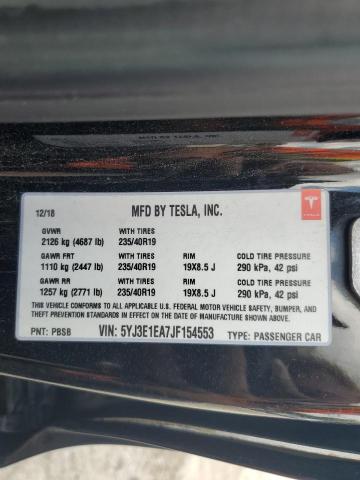 12/18 MFD BY TESLA, INC.
GVWR WITH TIRES
2126 kg (4687 lb) 235/40R19
GAWR FRT WITH TIRES RIM COLD TIRE PRESSURE
1110 kg (2447 lb) 235/40R19 19X8.5 J 290 kPa, 42 psi
GAWR RR WITH TIRES RIM COLD TIRE PRESSURE
1257 kg (2771 lb) 235/40R19 19X8.5 J 290 kPa, 42 psi
THIS VEHICLE CONFORMS TO ALL APPLICABLE U.S. FEDERAL MOTOR VEHICLE SAFETY, BUMPER, AND
THEFT PREVENTION STANDARDS IN EFFECT ON THE DATE OF MANUFACTURE SHOWN ABOVE.
PNT: PBSB VIN: 5YJ3E1EA7JF154553 TYPE: PASSENGER CAR
TESLA